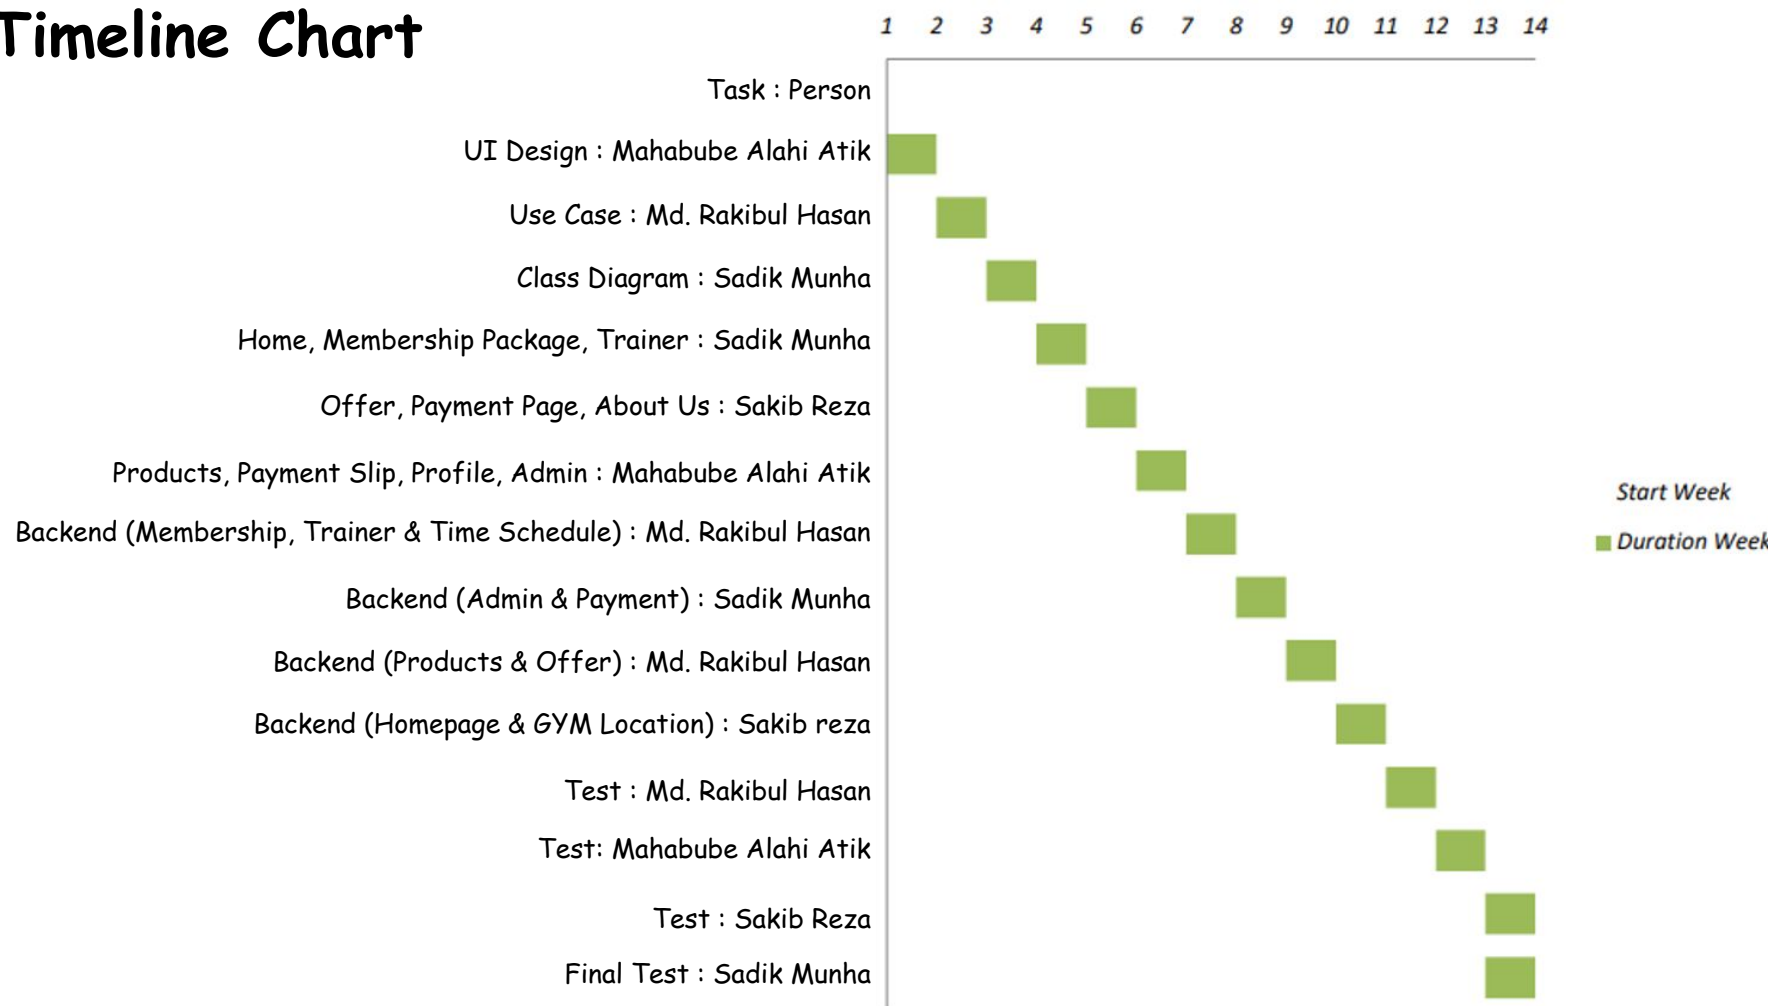 Timeline Chart
1 2 3 4 5 6 7 8 9 10 11 12 13 14
Task : Person
UI Design : Mahabube Alahi Atik
Use Case : Md. Rakibul Hasan
Class Diagram : Sadik Munha
Home, Membership Package, Trainer : Sadik Munha
Offer, Payment Page, About Us : Sakib Reza
Products, Payment Slip, Profile, Admin : Mahabube Alahi Atik
Backend (Membership, Trainer & Time Schedule) : Md. Rakibul Hasan
Backend (Admin & Payment) : Sadik Munha
Backend (Products & Offer) : Md. Rakibul Hasan
Backend (Homepage & GYM Location) : Sakib reza
Test : Md. Rakibul Hasan
Test: Mahabube Alahi Atik
Test : Sakib Reza
Final Test : Sadik Munha
Start Week
Duration Week